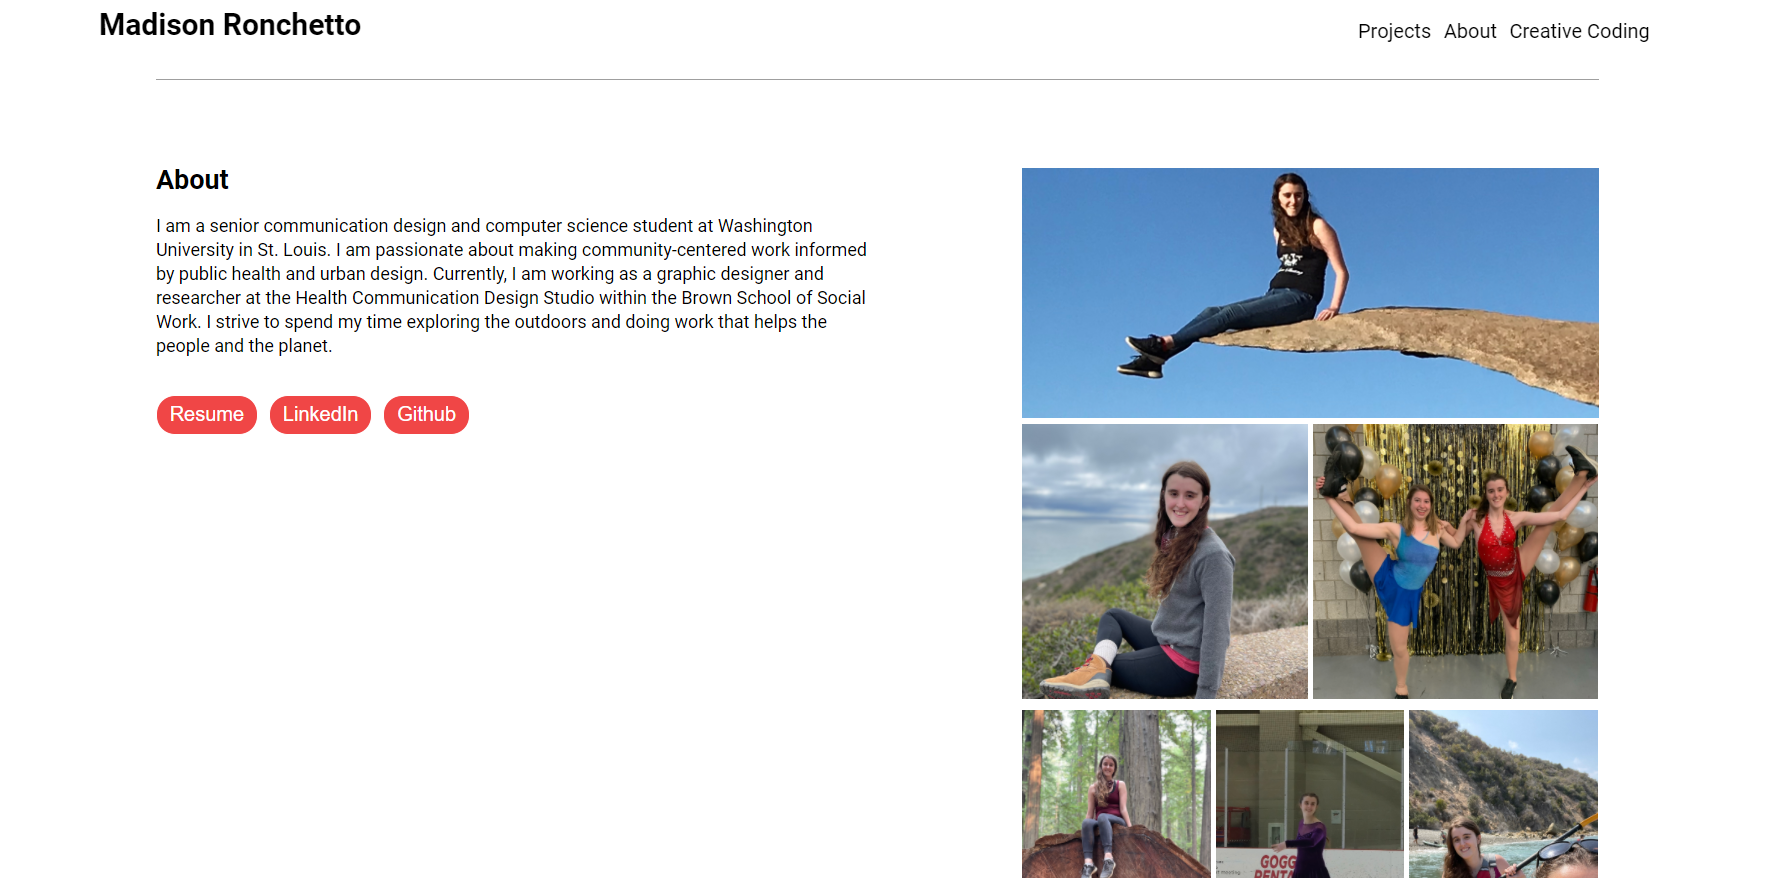 Madison Ronchetto
Projects About Creative Coding
About
I am a senior communication design and computer science student at Washington
University in St. Louis. I am passionate about making community-centered work informed
by public health and urban design. Currently, I am working as a graphic designer and
researcher at the Health Communication Design Studio within the Brown School of Social
Work. I strive to spend my time exploring the outdoors and doing work that helps the
people and the planet.
Resume LinkedIn Github